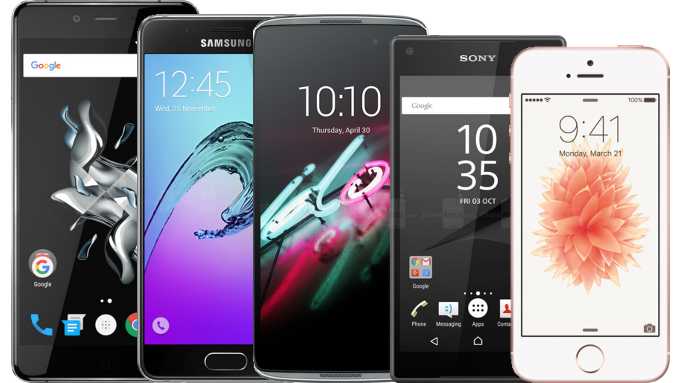 Google
Google
SAMSUNG
12:45
Wed, 25 November
10:10
Thursday, April 30
SONY
Google
10
35
FRI 03 OCT
Google
Phone
Messaging
Apps
Conta
9:41
100%
Monday, March 21